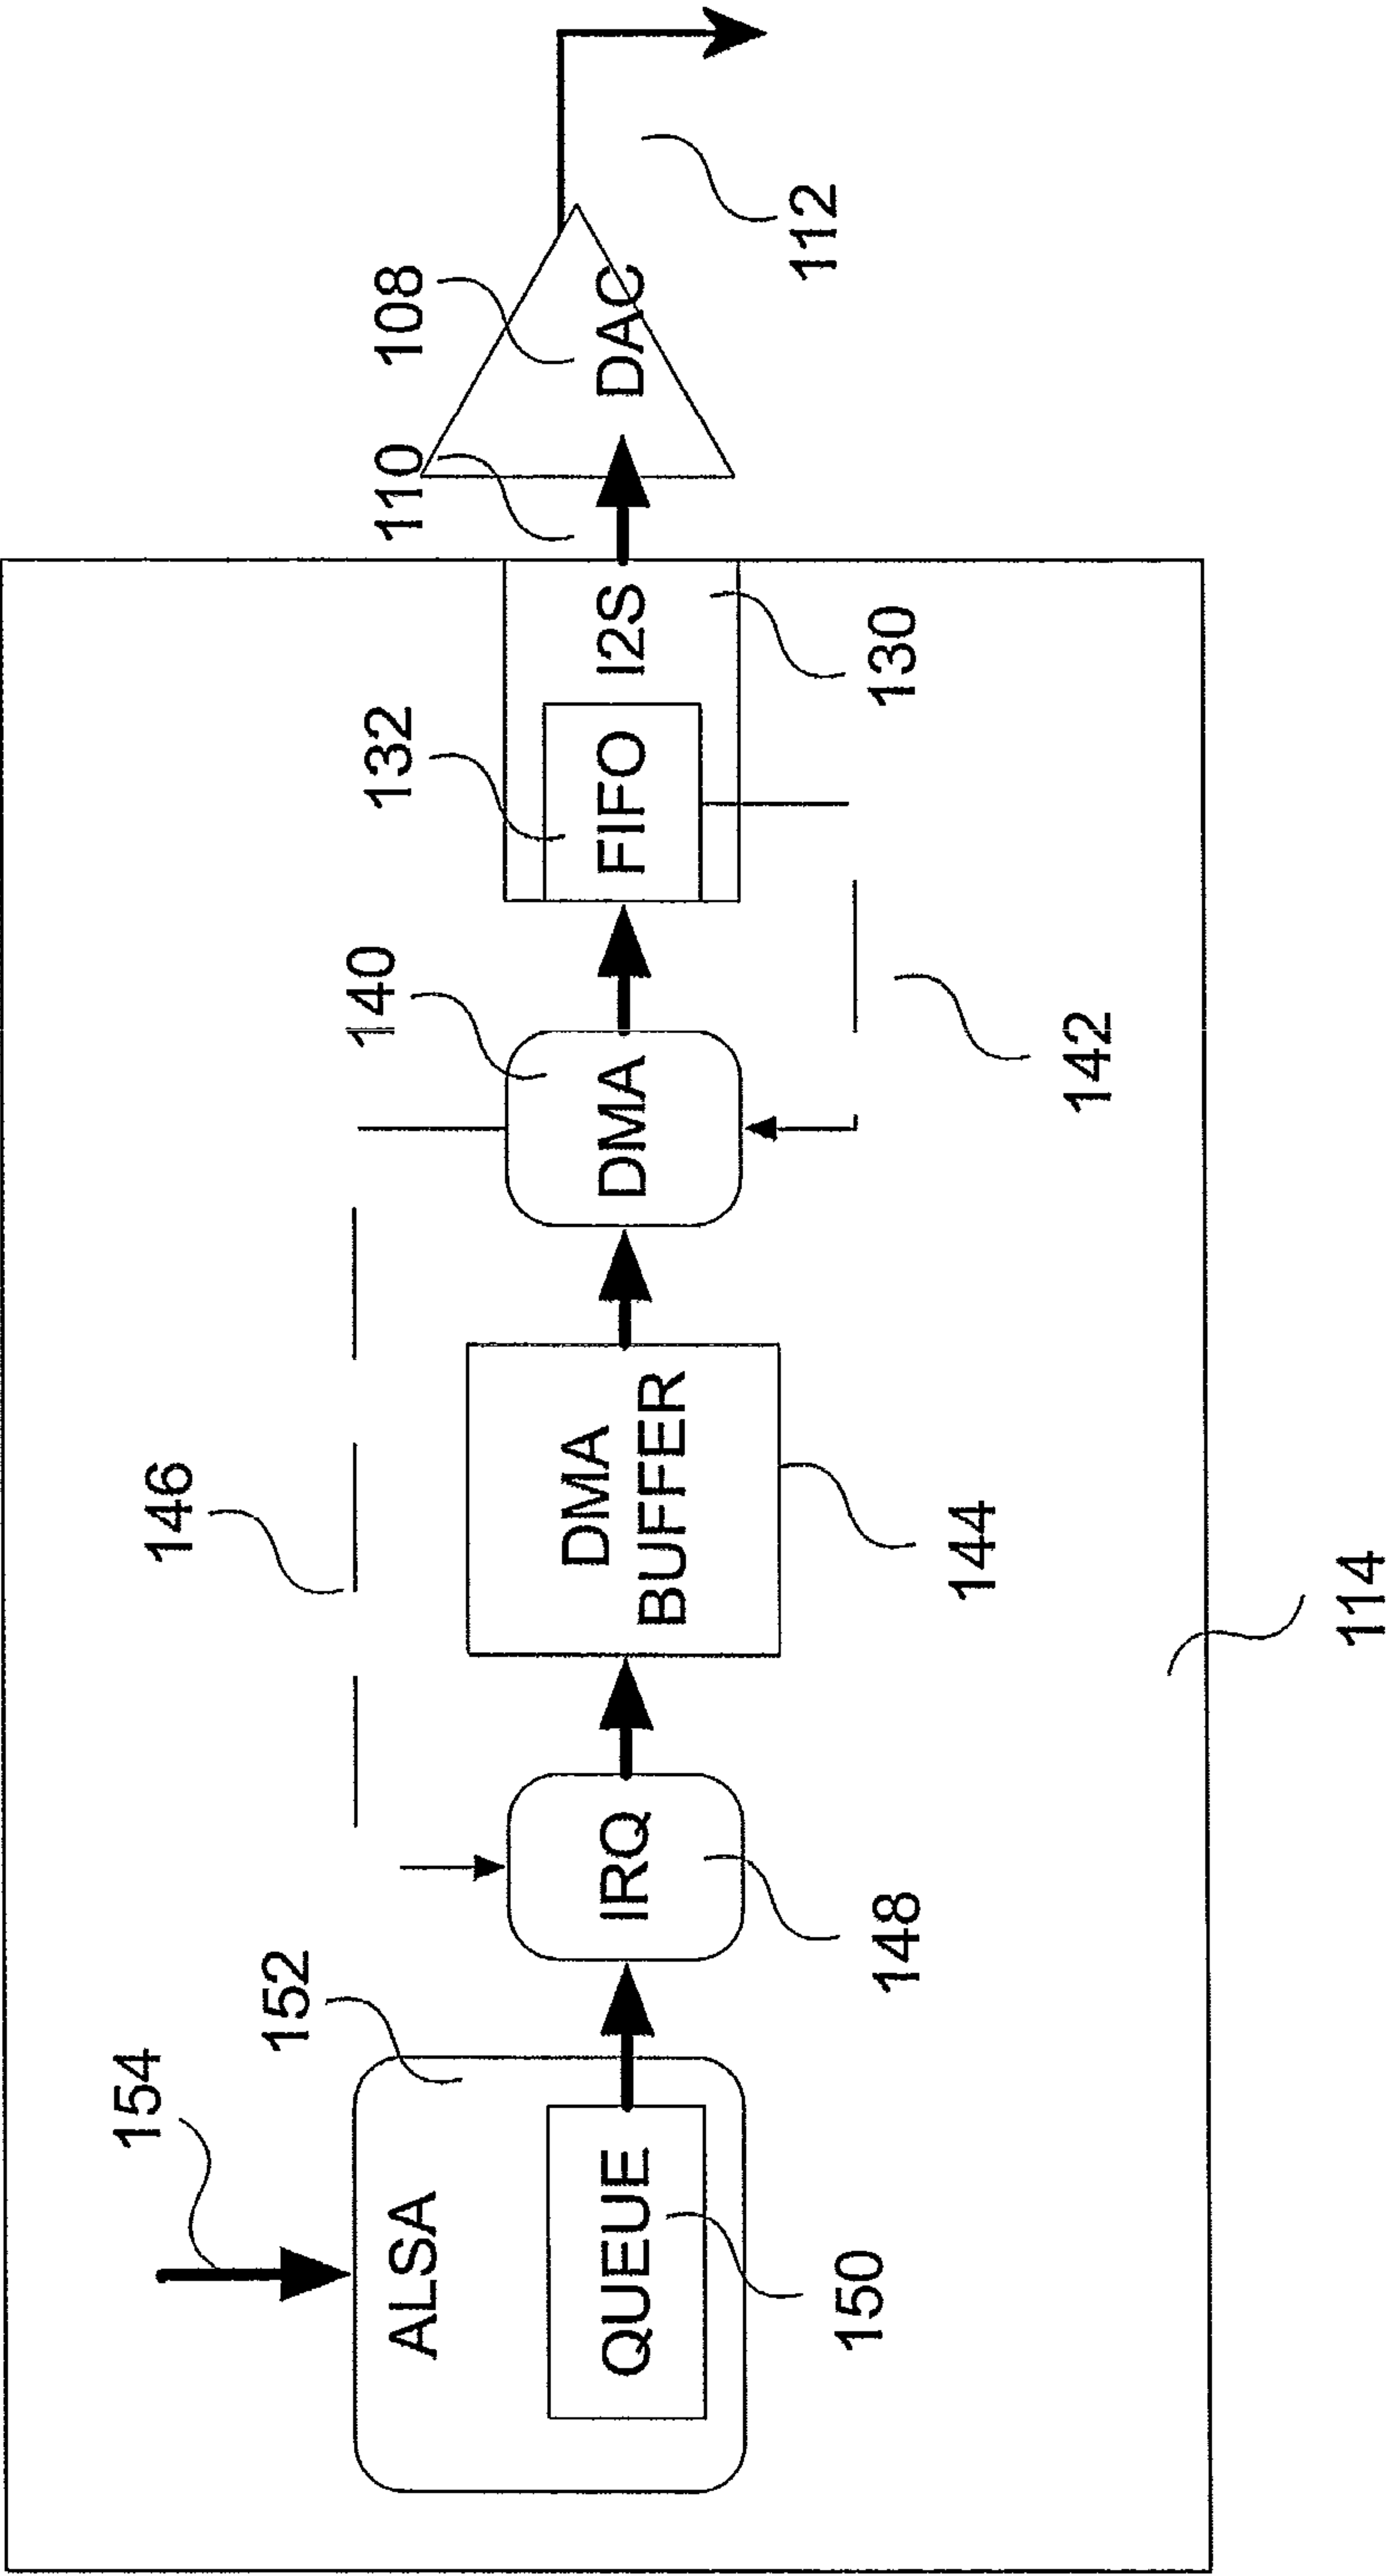 154
152
ALSA
QUEUE
150
IRQ
148
146
DMA
BUFFER
144
140
DMA
142
132
FIFO
I2S
130
110
108
DAC
112
114